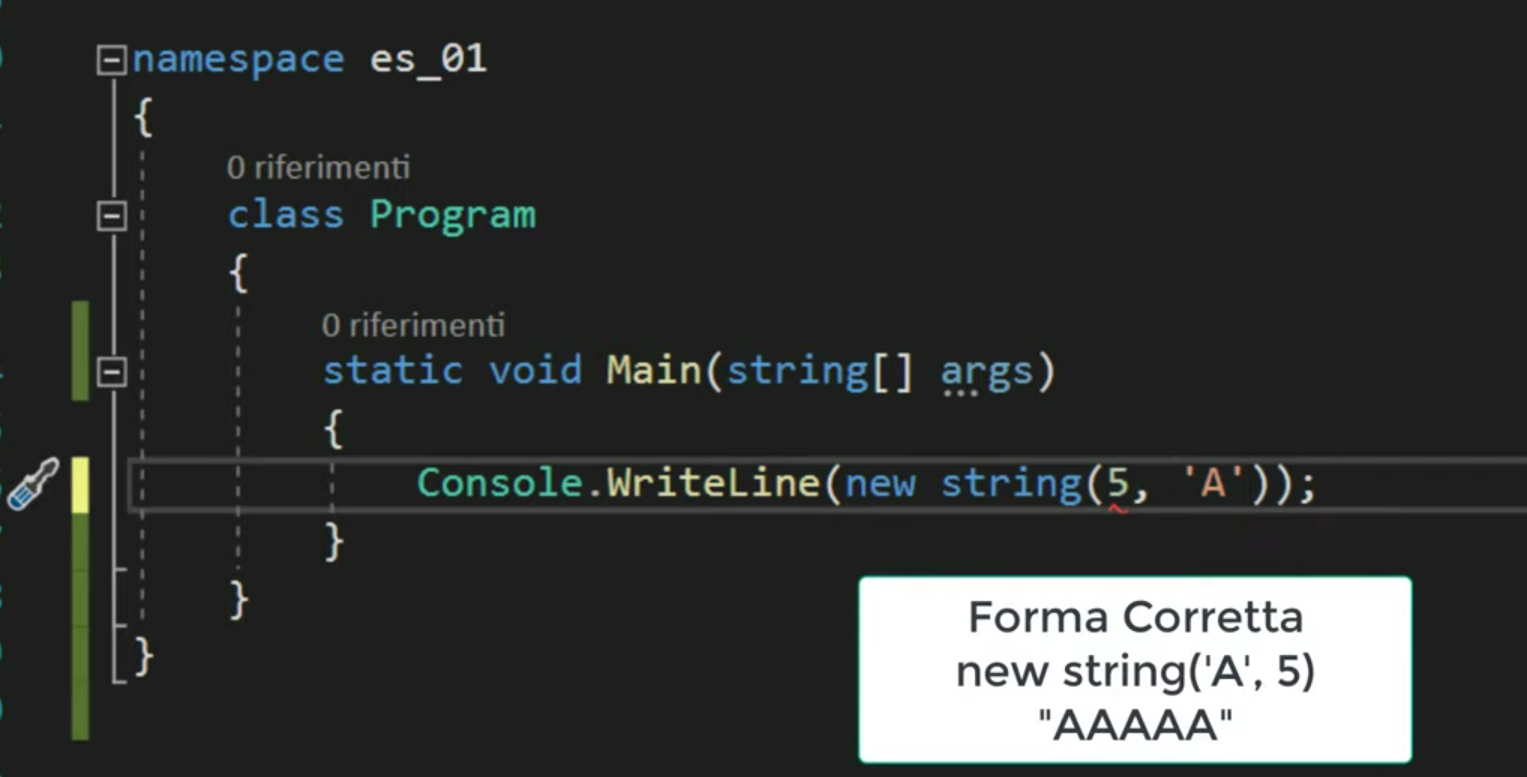 namespace es_01
{
0 riferimenti
class Program
{
0 riferimenti
static void Main(string[] args)
{
Console.WriteLine(new string(5, 'A'));
}
}
}
Forma Corretta
new string('A', 5)
"AAAAA"